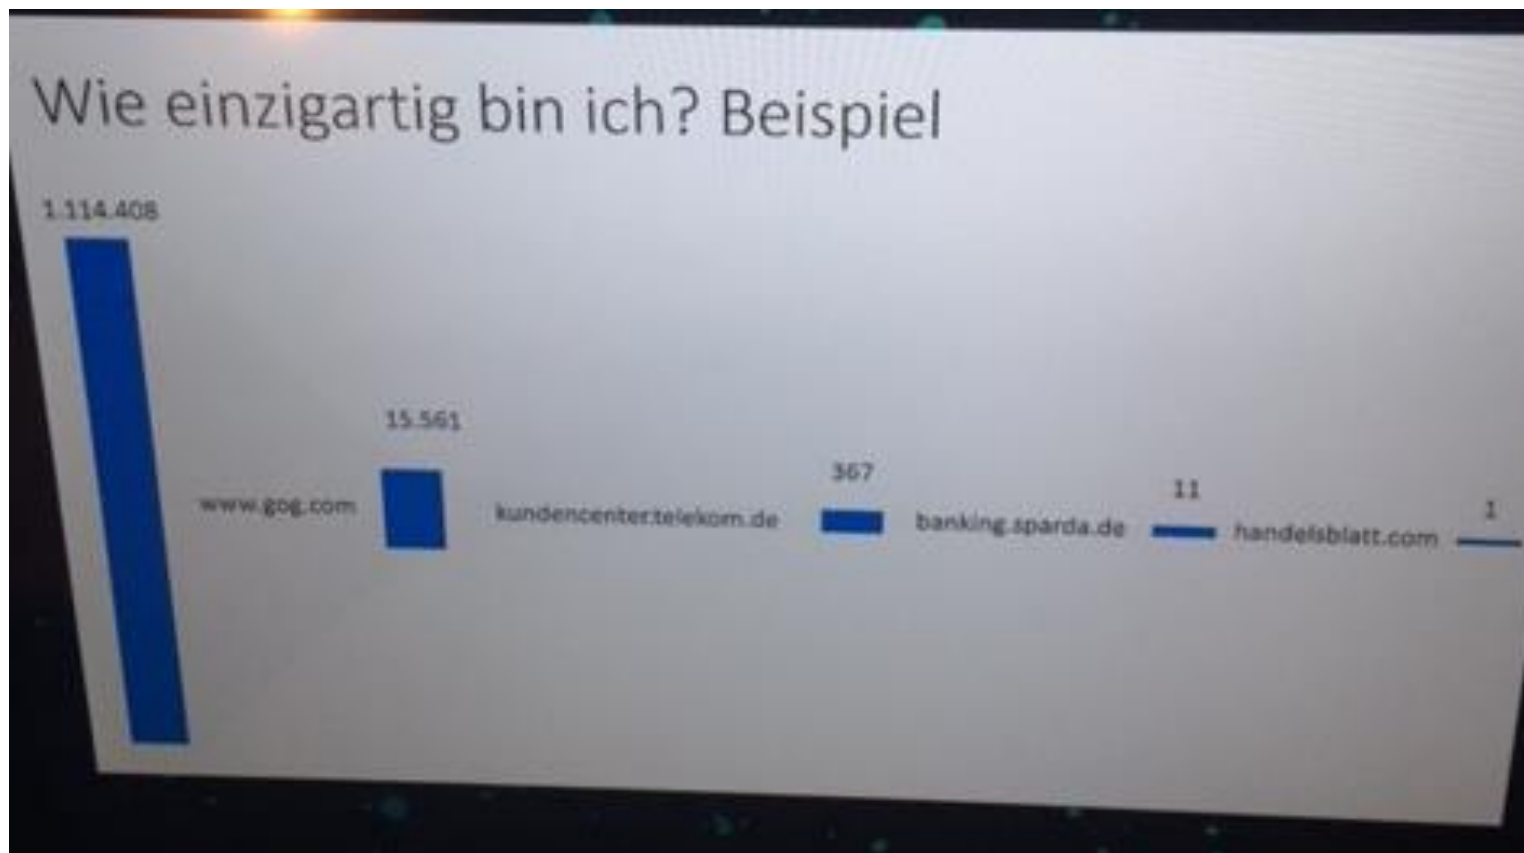 Wie einzigartig bin ich? Beispiel
1.114.408
www.gog.com
15.561
kundencenter.telekom.de
367
banking.sparda.de
11
handelsblatt.com
1